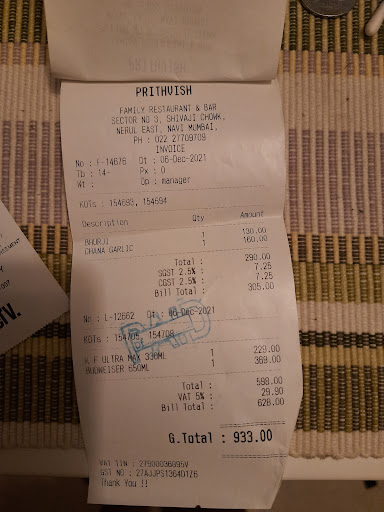 PRITHVISH
FAMILY RESTAURANT & BAR
SECTOR NO 9, SHIVAJI CHOWK,
NERUL EAST, NAVI MUMBAI.
PH : 022 27709709
INVOICE
No : F-14676 Dt : 06-Dec-2021
Tb : 14- Px : 0
Wt : Op : manager
KOTs : 154693, 154694
Description Qty Amount
BHURJI 1 130.00
CHANA GARLIC 1 160.00
Total : 290.00
SGST 2.5% : 7.25
CGST 2.5% : 7.25
Bill Total : 305.00
No : L-12662 Dt : 06-Dec-2021
PAID
KOTs : 154705, 154708
K F ULTRA MAX 330ML 1 229.00
BUDWEISER 650ML 1 369.00
Total : 598.00
VAT 5% : 29.90
Bill Total : 628.00
G.Total : 933.00
VAT TIN :
GST NO :
Thank You !!